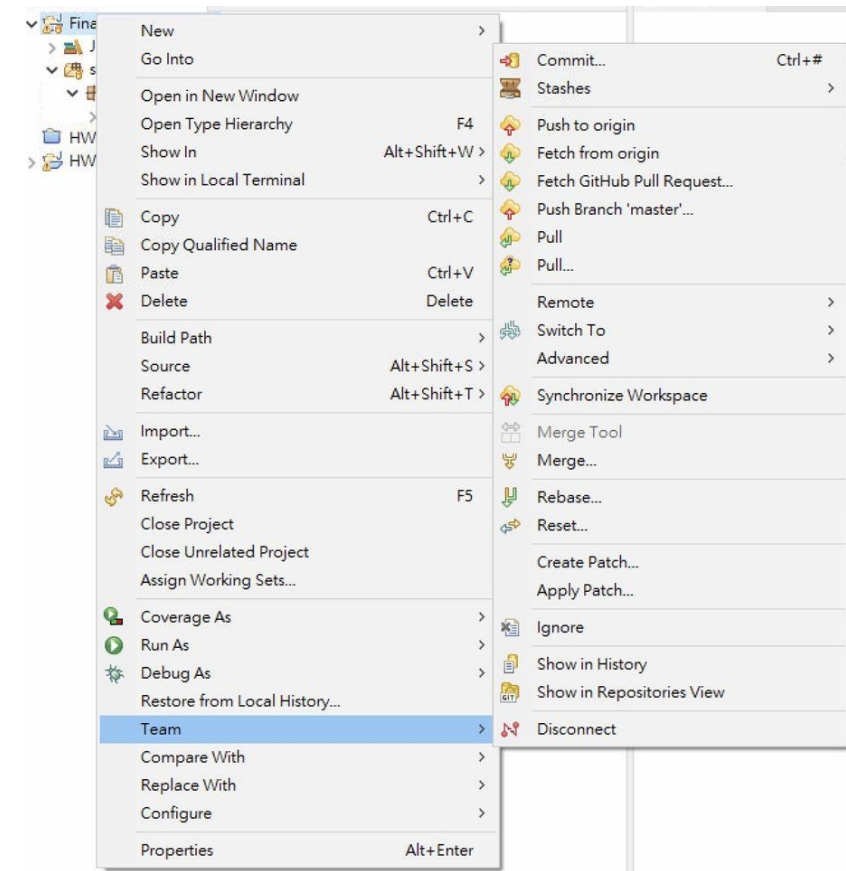 Fina
J
s
HW
HW
New
Go Into
Open in New Window
Open Type Hierarchy F4
Show In Alt+Shift+W
Show in Local Terminal
Copy Ctrl+C
Copy Qualified Name
Paste Ctrl+V
Delete Delete
Build Path
Source Alt+Shift+S
Refactor Alt+Shift+T
Import...
Export...
Refresh F5
Close Project
Close Unrelated Project
Assign Working Sets...
Coverage As
Run As
Debug As
Restore from Local History...
Team
Compare With
Replace With
Configure
Properties Alt+Enter
Commit... Ctrl+#
Stashes
Push to origin
Fetch from origin
Fetch GitHub Pull Request...
Push Branch 'master'...
Pull
Pull...
Remote
Switch To
Advanced
Synchronize Workspace
Merge Tool
Merge...
Rebase...
Reset...
Create Patch...
Apply Patch...
Ignore
Show in History
GIT Show in Repositories View
Disconnect